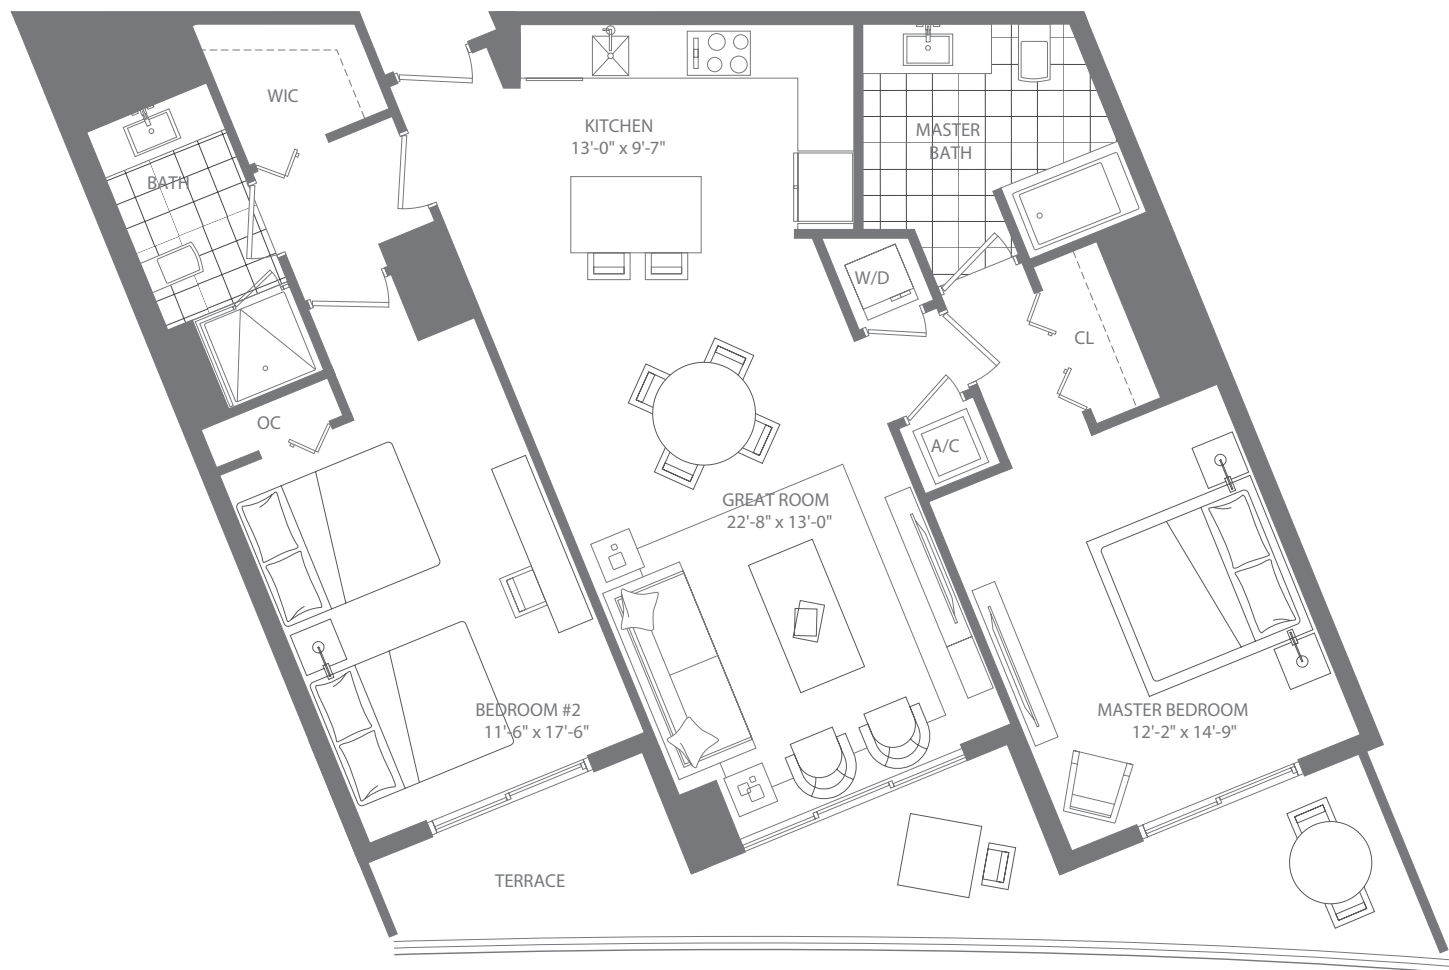 WIC
KITCHEN
13'-0" x 9'-7"
MASTER
BATH
BATH
W/D
CL
OC
A/C
GREAT ROOM
22'-8" x 13'-0"
BEDROOM #2
11'-6" x 17'-6"
MASTER BEDROOM
12'-2" x 14'-9"
TERRACE